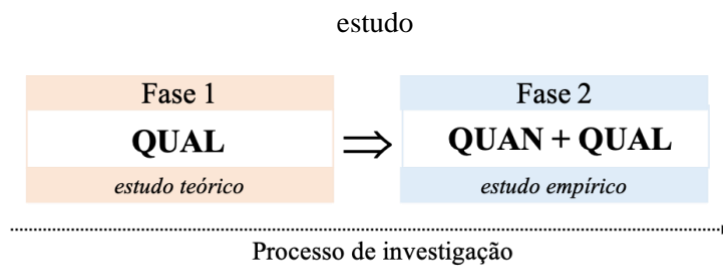 estudo
Fase 1
QUAL
estudo teórico
⇒
Fase 2
QUAN + QUAL
estudo empírico
Processo de investigação